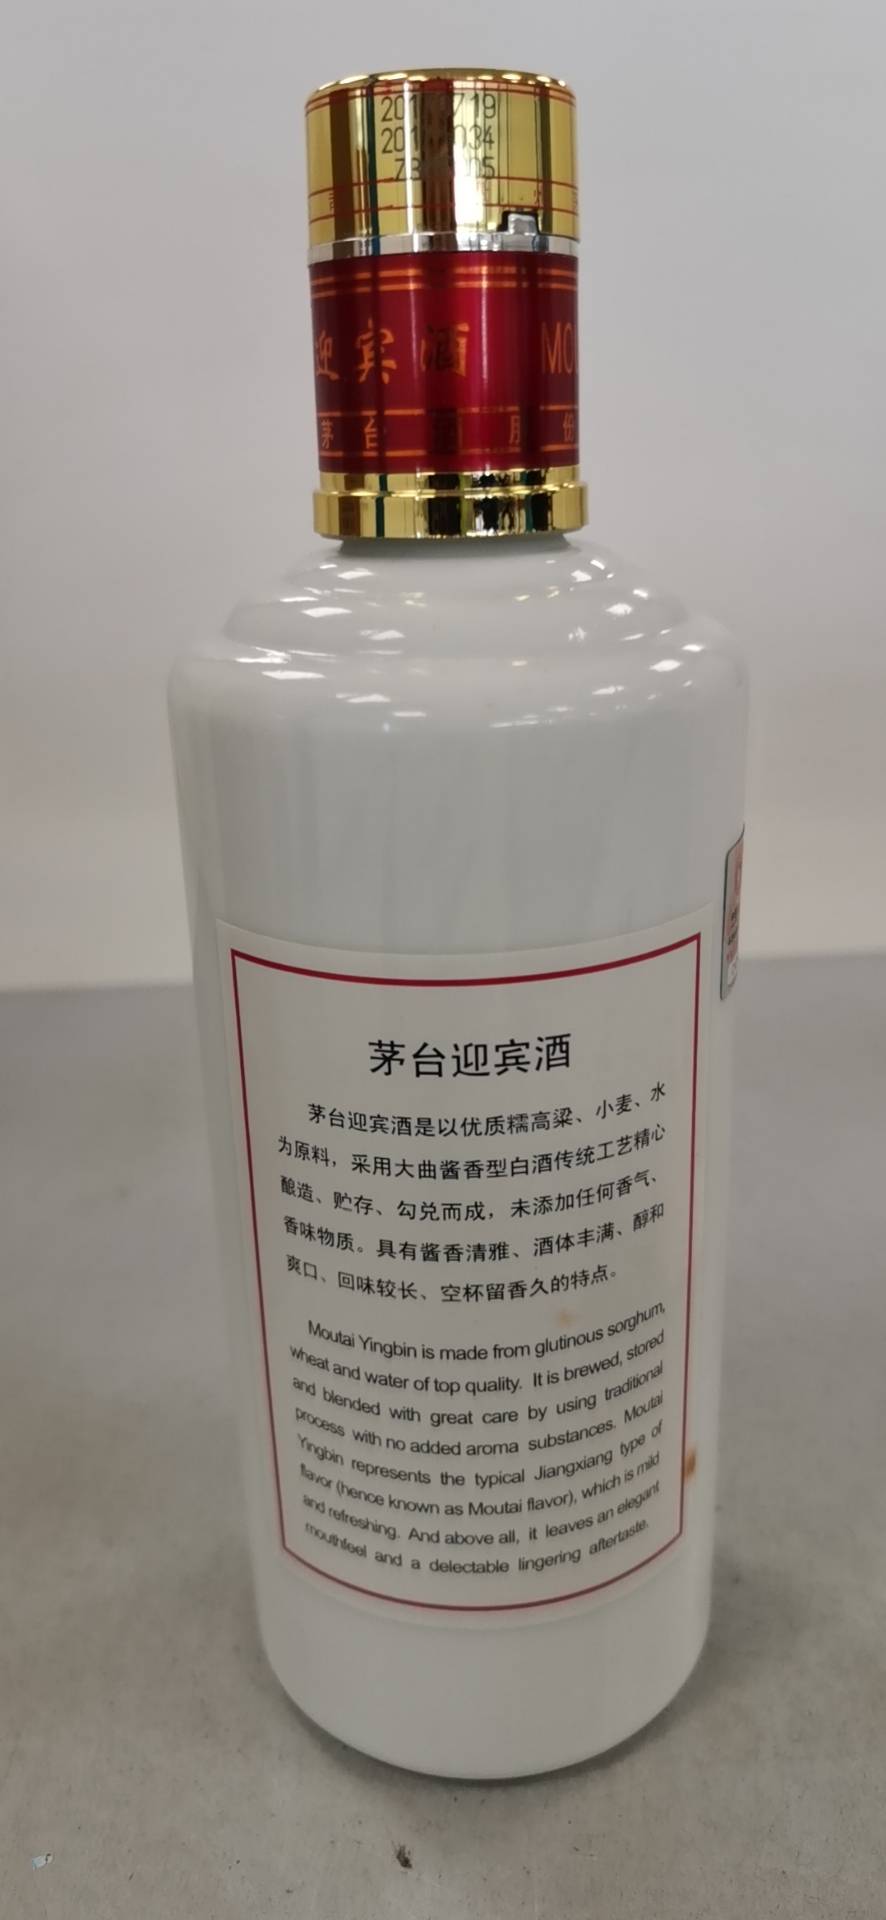 迎宾酒 MOU
茅台酒股份
茅台迎宾酒
茅台迎宾酒是以优质糯高粱、小麦、水
为原料，采用大曲酱香型白酒传统工艺精心
酿造、贮存、勾兑而成，未添加任何香气、
香味物质。具有酱香清雅、酒体丰满、醇和
爽口、回味较长、空杯留香久的特点。
Moutai Yingbin is made from glutinous sorghum,
wheat and water of top quality. It is brewed, stored
and blended with great care by using traditional
process with no added aroma substances. Moutai
Yingbin represents the typical Jiangxiang type of
flavor (hence known as Moutai flavor), which is mild
and refreshing. And above all, it leaves an elegant
mouthfeel and a delectable lingering aftertaste.